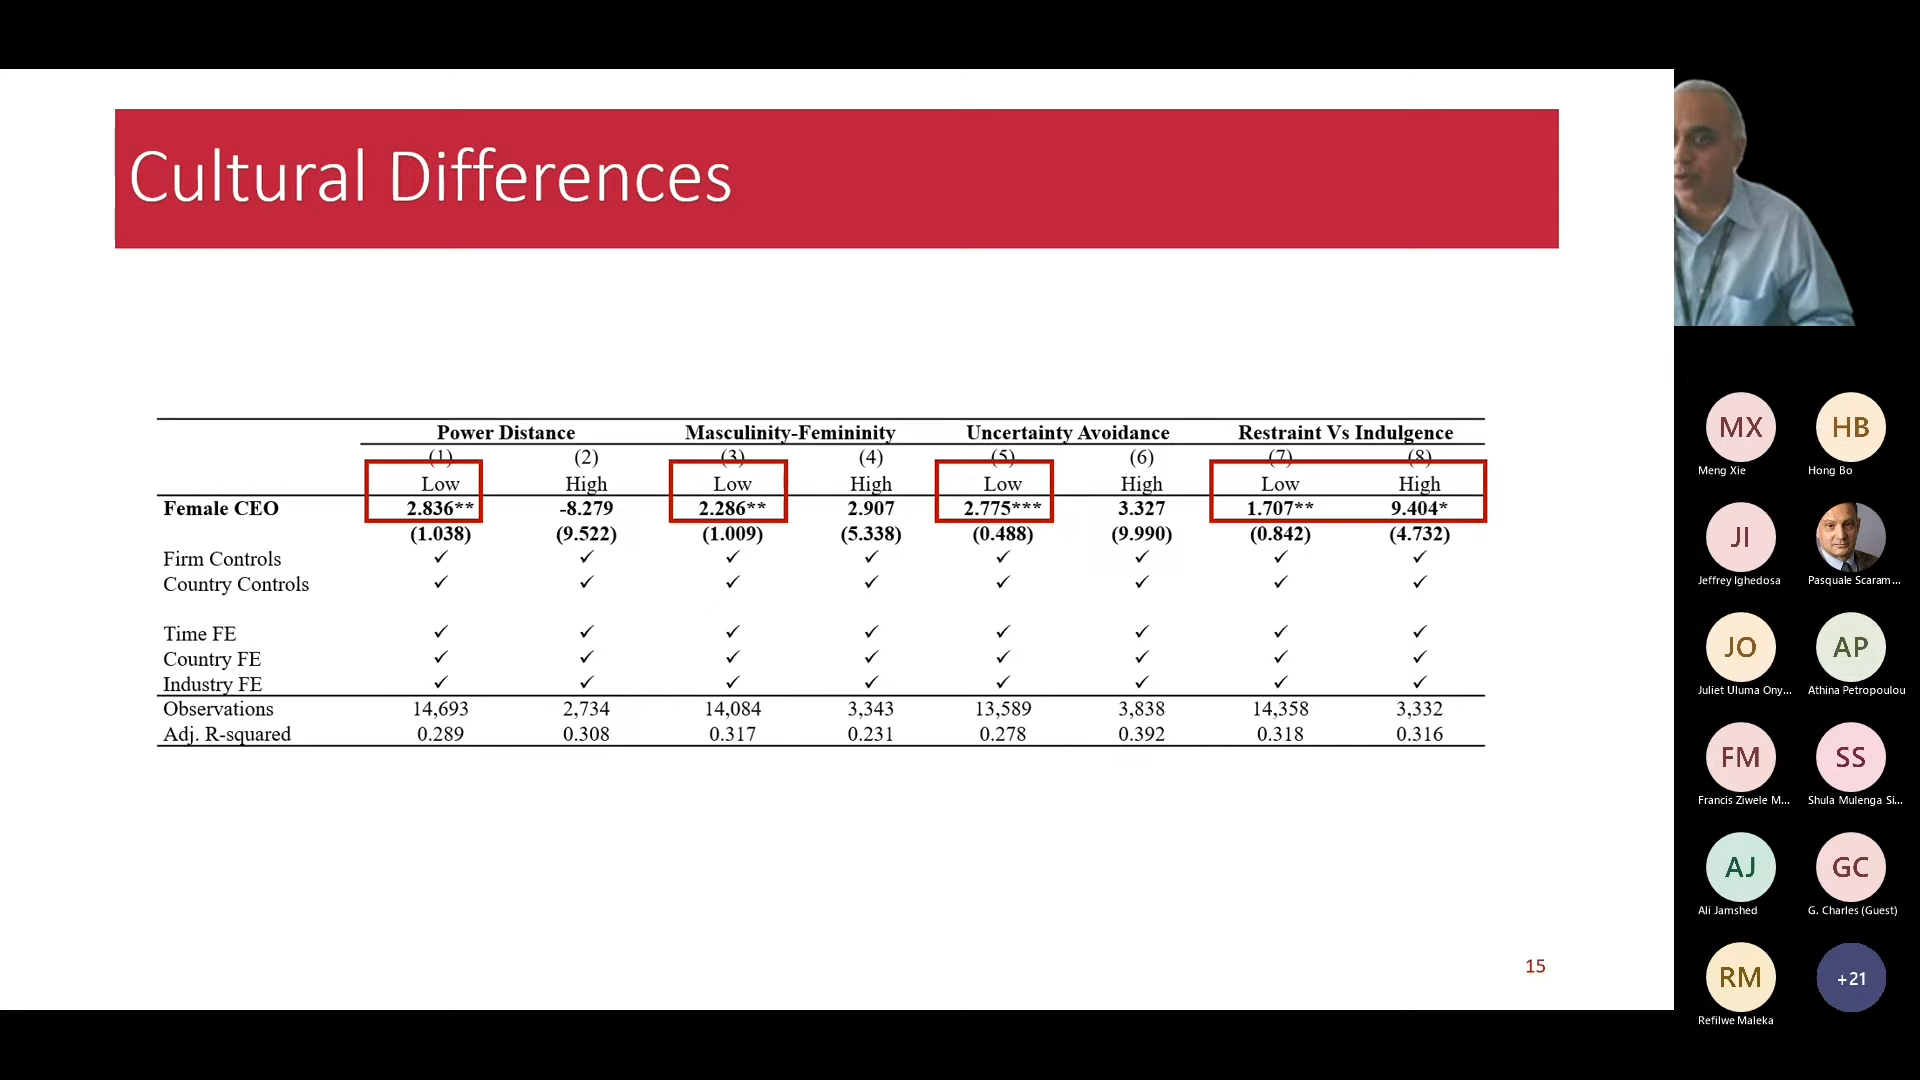 Cultural Differences
Power Distance Masculinity-Femininity Uncertainty Avoidance Restraint Vs Indulgence
(1) (2) (3) (4) (5) (6) (7) (8)
Low High Low High Low High Low High
Female CEO 2.836** -8.279 2.286** 2.907 2.775*** 3.327 1.707** 9.404*
(1.038) (9.522) (1.009) (5.338) (0.488) (9.990) (0.842) (4.732)
Firm Controls ✓ ✓ ✓ ✓ ✓ ✓ ✓ ✓
Country Controls ✓ ✓ ✓ ✓ ✓ ✓ ✓ ✓
Time FE ✓ ✓ ✓ ✓ ✓ ✓ ✓ ✓
Country FE ✓ ✓ ✓ ✓ ✓ ✓ ✓ ✓
Industry FE ✓ ✓ ✓ ✓ ✓ ✓ ✓ ✓
Observations 14,693 2,734 14,084 3,343 13,589 3,838 14,358 3,332
Adj. R-squared 0.289 0.308 0.317 0.231 0.278 0.392 0.318 0.316
15
MX HB
Meng Xie Hong Bo
JI
Jeffrey Ighedosa Pasquale Scaram...
JO AP
Juliet Uluma Ony... Athina Petropoulou
FM SS
Francis Ziwele M... Shula Mulenga Si...
AJ GC
Ali Jamshed G. Charles (Guest)
RM +21
Refilwe Maleka